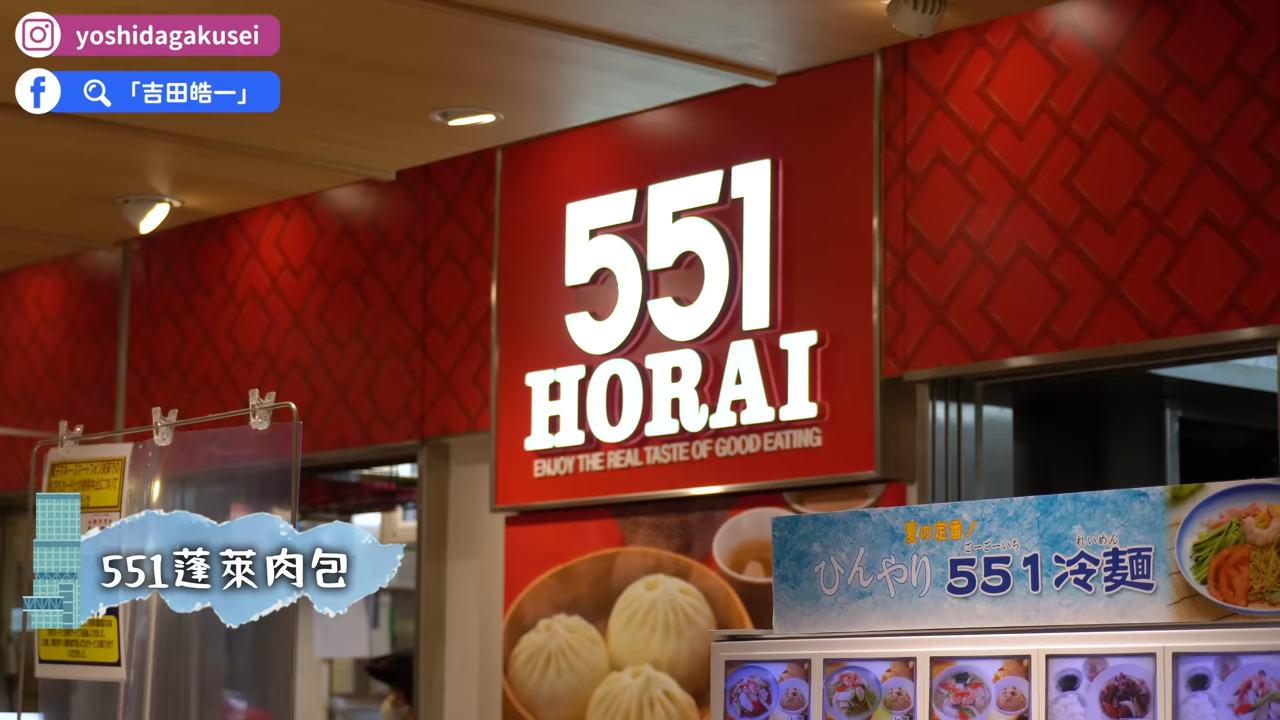 yoshidagakusei
「吉田皓一」
551
HORAI
ENJOY THE REAL TASTE OF GOOD EATING
夏の定番!
ごーごーいち
れいめん
ひんやり 551冷麺
551蓬萊肉包